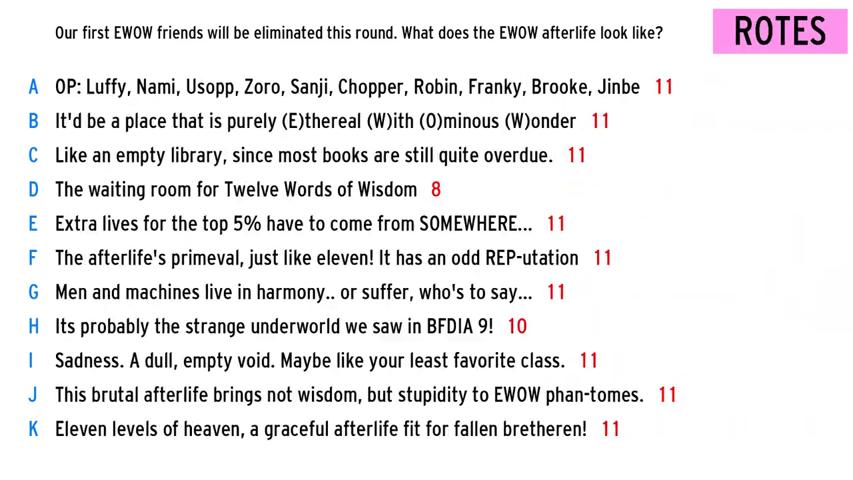 Our first EWOW friends will be eliminated this round. What does the EWOW afterlife look like?
ROTES
A OP: Luffy, Nami, Usopp, Zoro, Sanji, Chopper, Robin, Franky, Brooke, Jinbe 11
B It'd be a place that is purely (E)thereal (W)ith (O)minous (W)onder 11
C Like an empty library, since most books are still quite overdue. 11
D The waiting room for Twelve Words of Wisdom 8
E Extra lives for the top 5% have to come from SOMEWHERE... 11
F The afterlife's primeval, just like eleven! It has an odd REP-utation 11
G Men and machines live in harmony.. or suffer, who's to say... 11
H Its probably the strange underworld we saw in BFDIA 9! 10
I Sadness. A dull, empty void. Maybe like your least favorite class. 11
J This brutal afterlife brings not wisdom, but stupidity to EWOW phan-tomes. 11
K Eleven levels of heaven, a graceful afterlife fit for fallen bretheren! 11